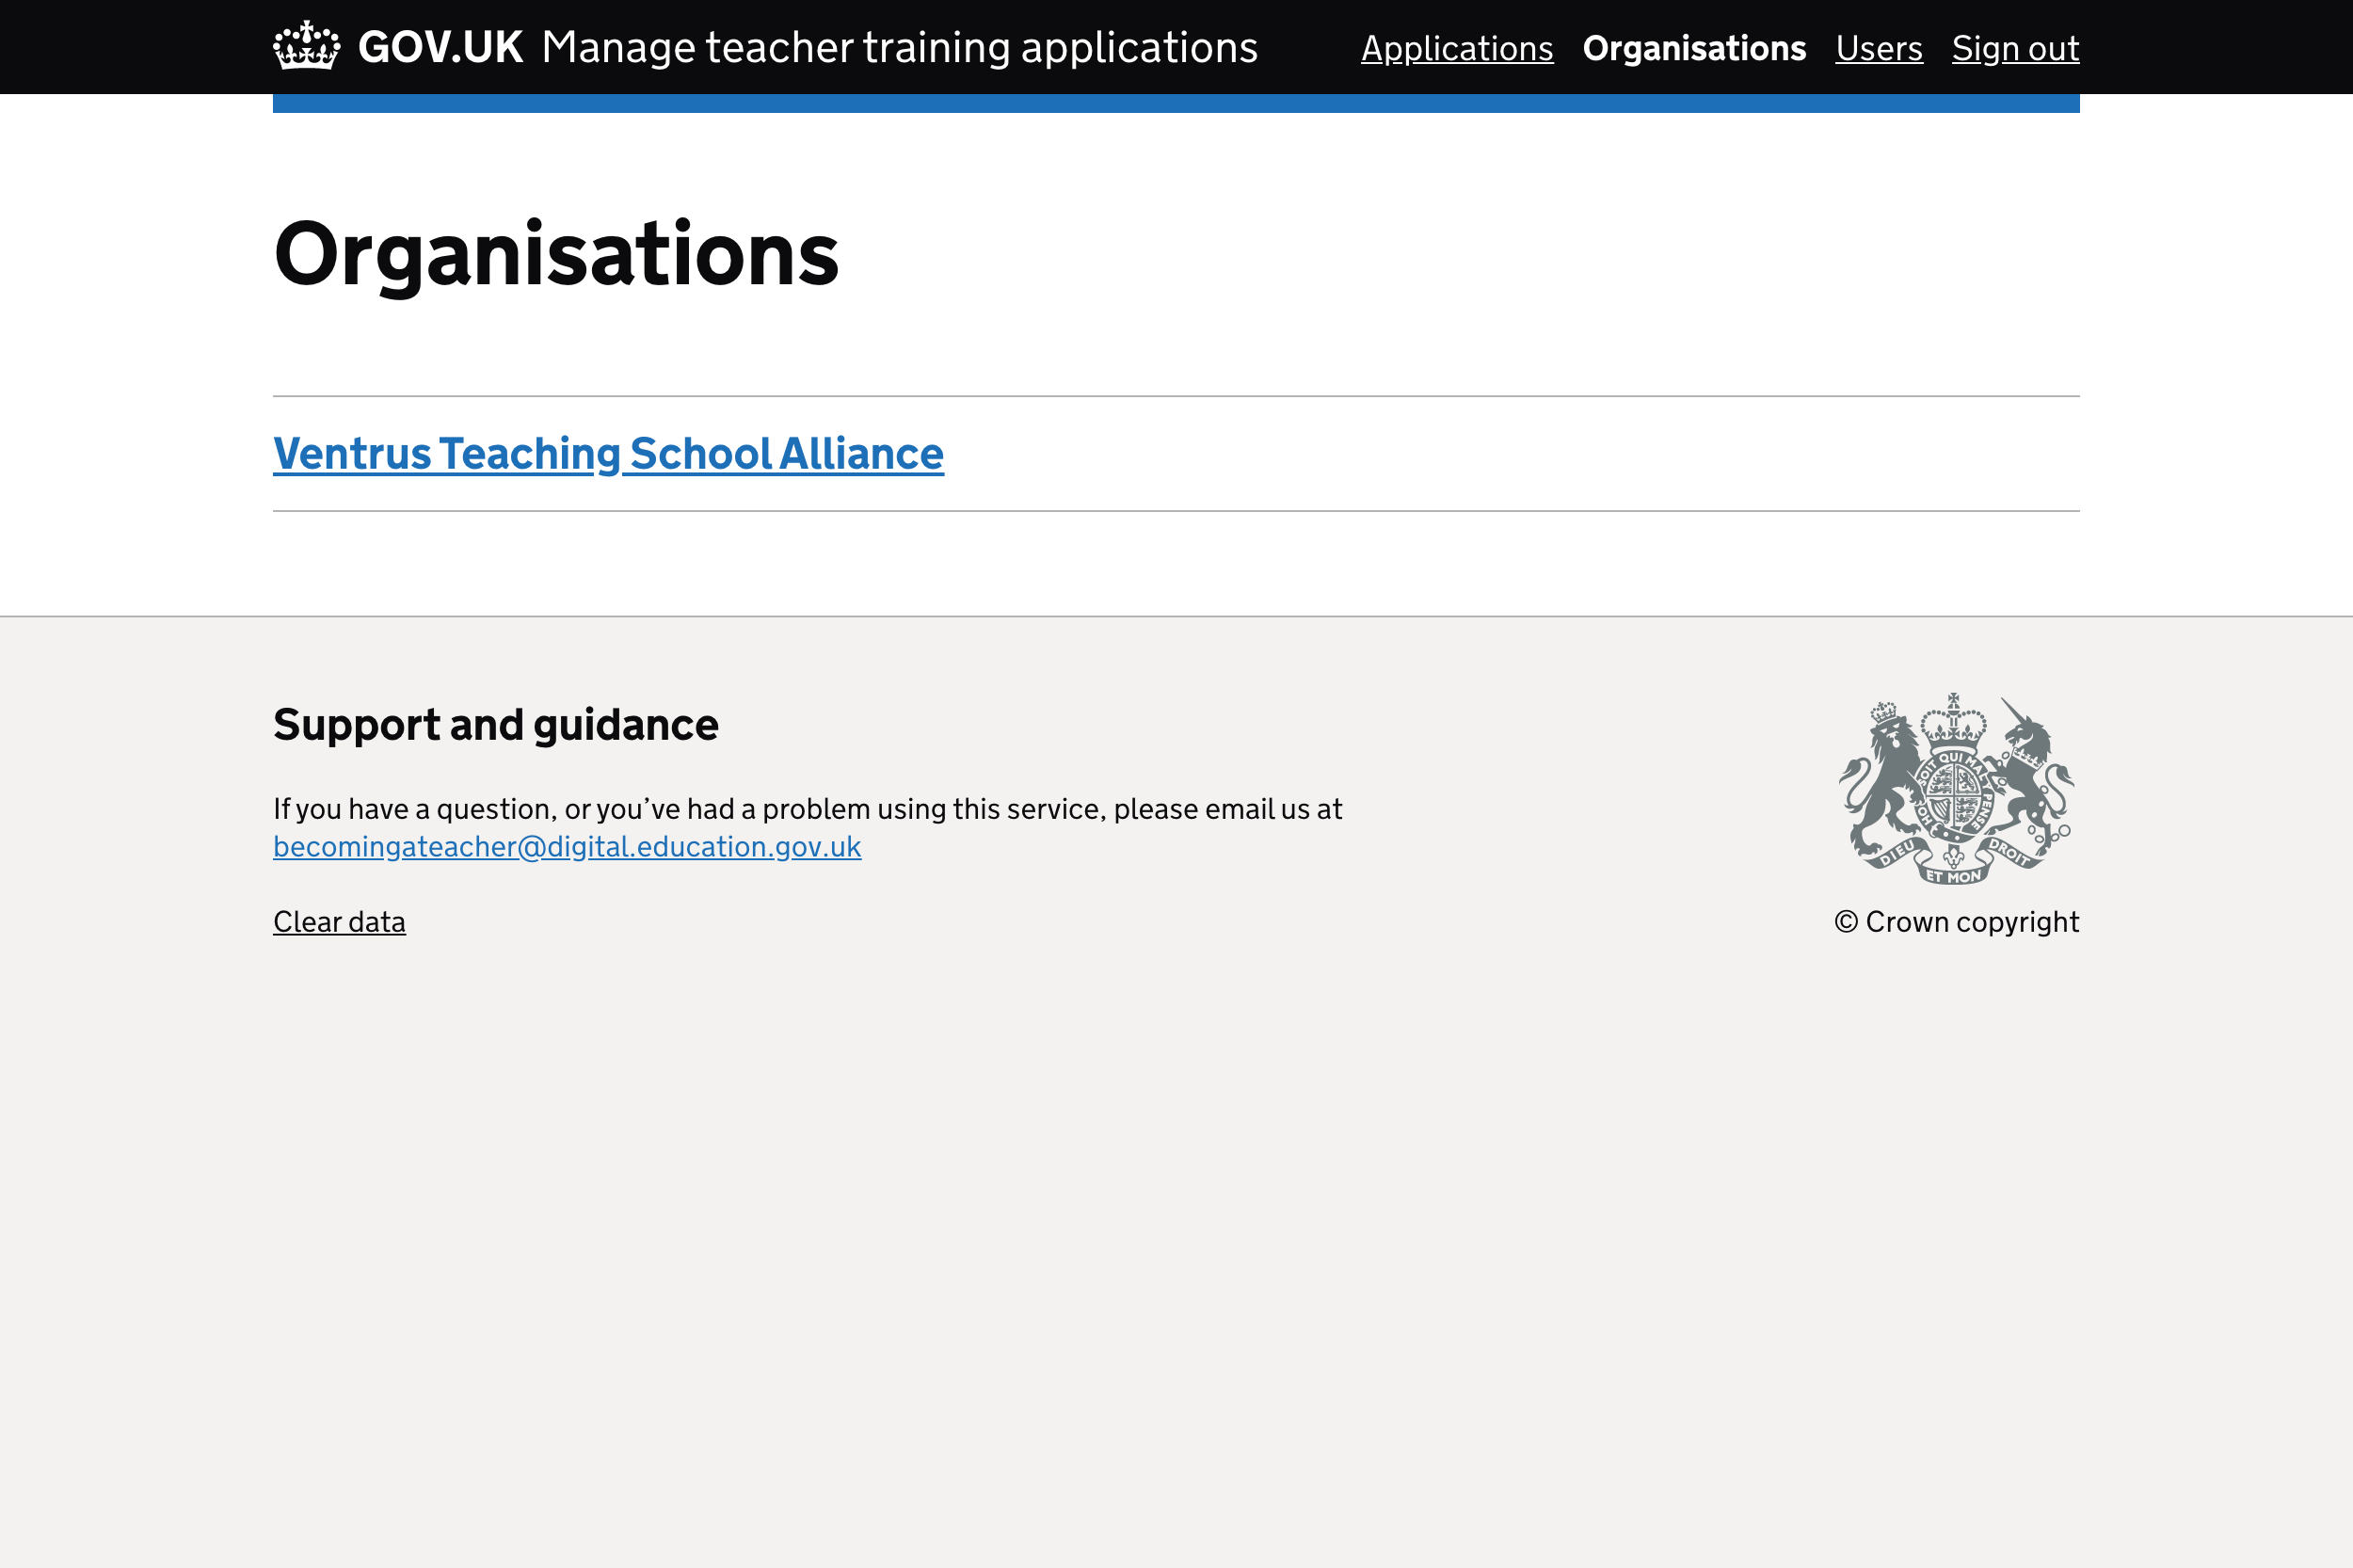 GOV.UK Manage teacher training applications Applications Organisations Users Sign out
Organisations
Ventrus Teaching School Alliance
Support and guidance
If you have a question, or you’ve had a problem using this service, please email us at
becomingateacher@digital.education.gov.uk
Clear data
SOIT QUI MAL Y PENSE
HON
DIEU ET MON DROIT
© Crown copyright